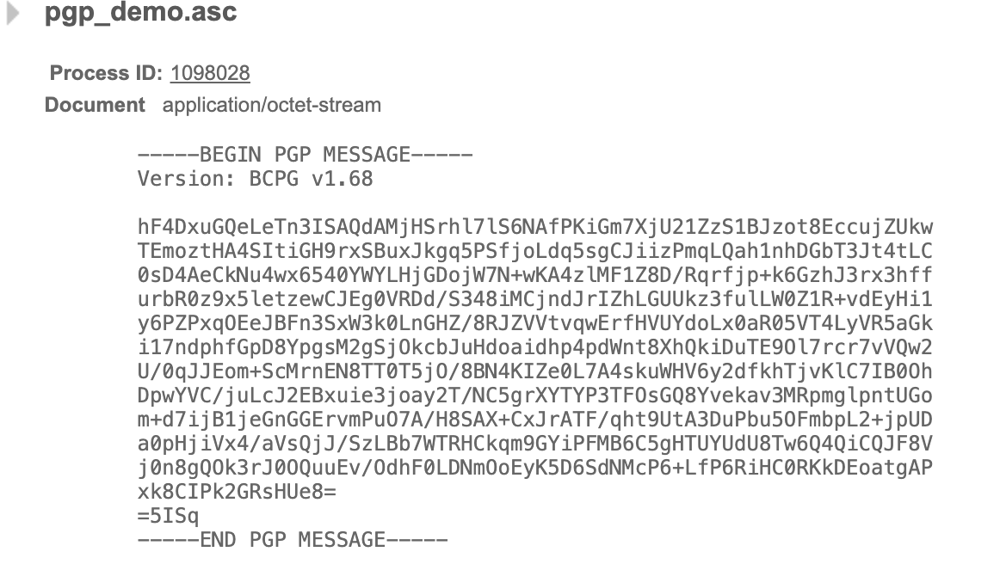 pgp_demo.asc
Process ID: 1098028
Document application/octet-stream
-----BEGIN PGP MESSAGE-----
Version: BCPG v1.68
hF4DxuGQeLeTn3ISAQdAMjHSrhl7lS6NAfPKiGm7XjU21ZzS1BJzot8EccujZUkw
TEmoztHA4SItiGH9rxSBuxJkgq5PSfjoLdq5sgCJiizPmqLQah1nhDGbT3Jt4tLC
0sD4AeCkNu4wx6540YWYLHjGDojW7N+wKA4zlMF1Z8D/Rqrfjp+k6GzhJ3rx3hff
urbR0z9x5letzewCJEg0VRDd/S348iMCjndJrIZhLGUUkz3fulLW0Z1R+vdEyHi1
y6PZPxqOEeJBFn3SxW3k0LnGHZ/8RJZVVtvqwErfHVUYdoLx0aR05VT4LyVR5aGk
i17ndphfGpD8YpgsM2gSjOkcbJuHdoaidhp4pdWnt8XhQkiDuTE9Ol7rcr7vVQw2
U/0qJJEom+ScMrnEN8TT0T5jO/8BN4KIZe0L7A4skuWHV6y2dfkhTjvKlC7IB0Oh
DpwYVC/juLcJ2EBxuie3joay2T/NC5grXYTYP3TFOsGQ8Yvekav3MRpmglpntUGo
m+d7ijB1jeGnGGErvmPuO7A/H8SAX+CxJrATF/qht9UtA3DuPbu5OFmbpL2+jpUD
a0pHjiVx4/aVsQjJ/SzLBb7WTRHCkqm9GYiPFMB6C5gHTUYUdU8Tw6Q4QiCQJF8V
j0n8gQOk3rJ0OQuuEv/OdhF0LDNmOoEyK5D6SdNMcP6+LfP6RiHC0RKkDEoatgAP
xk8CIPk2GRsHUe8=
=5ISq
-----END PGP MESSAGE-----